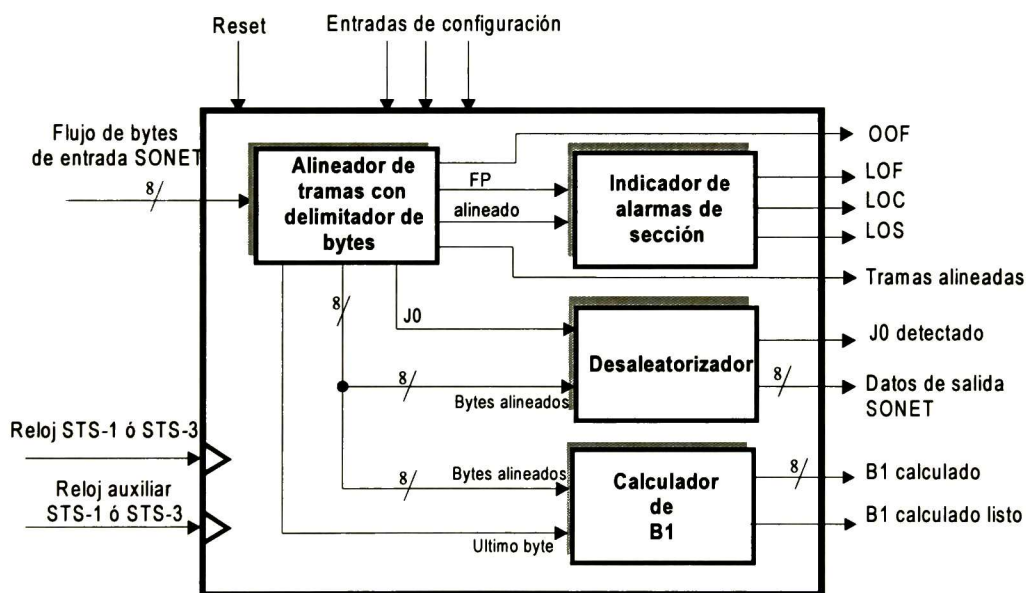 Reset
Entradas de configuración
Flujo de bytes
de entrada SONET
8
Alineador de
tramas con
delimitador de
bytes
FP
alineado
Indicador de
alarmas de
sección
OOF
LOF
LOC
LOS
Tramas alineadas
8
J0
8
Bytes alineados
Desaleatorizador
J0 detectado
8
Datos de salida
SONET
Reloj STS-1 ó STS-3
Reloj auxiliar
STS-1 ó STS-3
Bytes alineados
8
Ultimo byte
Calculador
de
B1
8
B1 calculado
B1 calculado listo